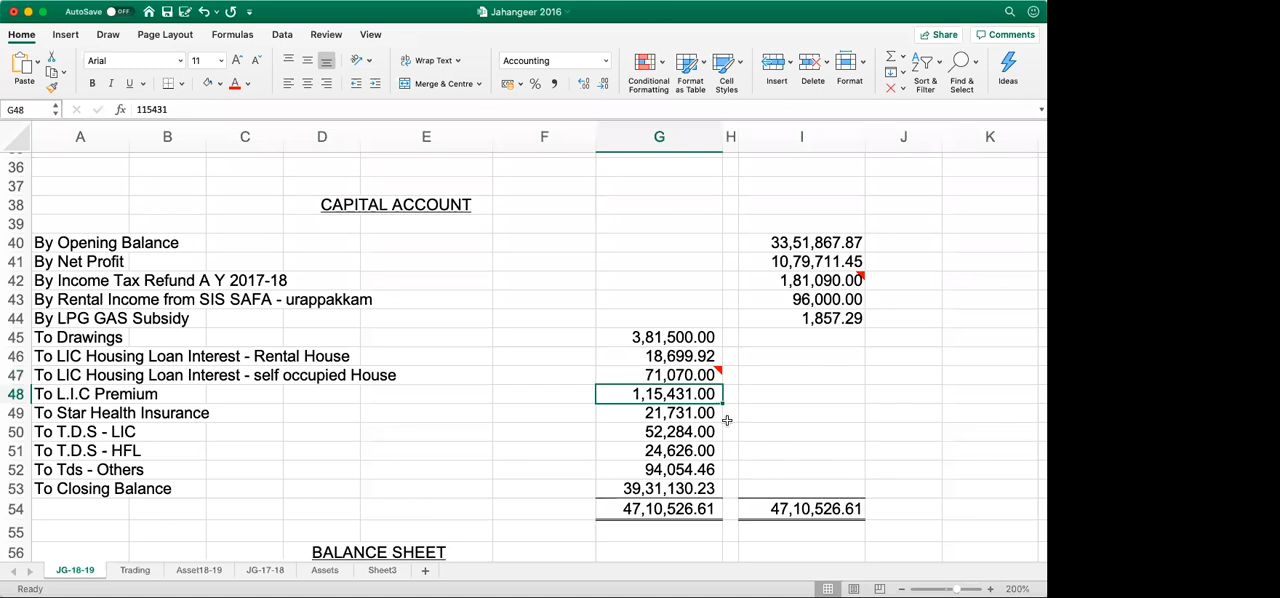 AutoSave OFF Jahangeer 2016
Home Insert Draw Page Layout Formulas Data Review View Share Comments
Paste Arial 11 A^ A˅ B I U A Wrap Text Merge & Centre Accounting % Conditional Formatting Format as Table Cell Styles Insert Delete Format Sort & Filter Find & Select Ideas
G48 fx 115431
A B C D E F G H I J K
36
37
38 CAPITAL ACCOUNT
39
40 By Opening Balance 33,51,867.87
41 By Net Profit 10,79,711.45
42 By Income Tax Refund A Y 2017-18 1,81,090.00
43 By Rental Income from SIS SAFA - urappakkam 96,000.00
44 By LPG GAS Subsidy 1,857.29
45 To Drawings 3,81,500.00
46 To LIC Housing Loan Interest - Rental House 18,699.92
47 To LIC Housing Loan Interest - self occupied House 71,070.00
48 To L.I.C Premium 1,15,431.00
49 To Star Health Insurance 21,731.00
50 To T.D.S - LIC 52,284.00
51 To T.D.S - HFL 24,626.00
52 To Tds - Others 94,054.46
53 To Closing Balance 39,31,130.23
54 47,10,526.61 47,10,526.61
55
56 BALANCE SHEET
JG-18-19 Trading Asset18-19 JG-17-18 Assets Sheet3 +
Ready 200%